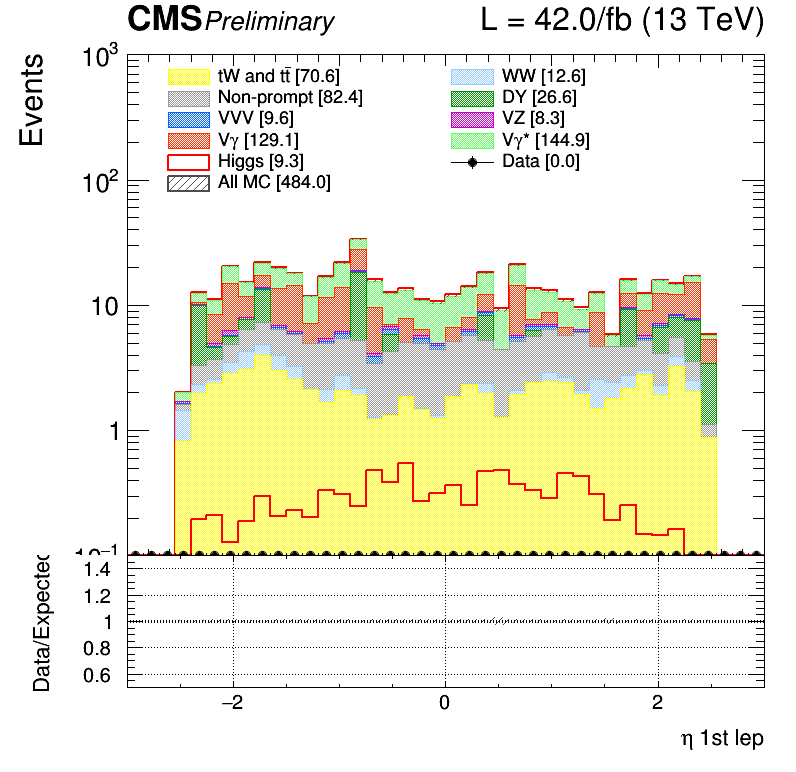 CMS Preliminary L = 42.0/fb (13 TeV)
Events
10³
10²
10
1
10⁻¹
tW and tt̄ [70.6]
WW [12.6]
Non-prompt [82.4]
DY [26.6]
VVV [9.6]
VZ [8.3]
Vγ [129.1]
Vγ* [144.9]
Higgs [9.3]
Data [0.0]
All MC [484.0]
Data/Expected
1.4
1.2
1
0.8
0.6
−2 0 2
η 1st lep